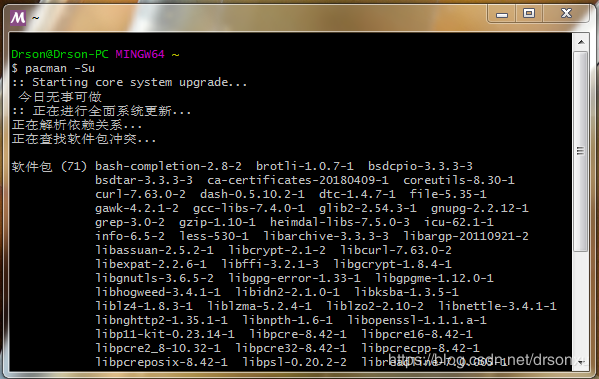 M ~
Drson@Drson-PC MINGW64 ~
$ pacman -Su
:: Starting core system upgrade...
今日无事可做
:: 正在进行全面系统更新...
正在解析依赖关系...
正在查找软件包冲突...
软件包 (71) bash-completion-2.8-2 brotli-1.0.7-1 bsdcpio-3.3.3-3
bsdtar-3.3.3-3 ca-certificates-20180409-1 coreutils-8.30-1
curl-7.63.0-2 dash-0.5.10.2-1 dtc-1.4.7-1 file-5.35-1
gawk-4.2.1-2 gcc-libs-7.4.0-1 glib2-2.54.3-1 gnupg-2.2.12-1
grep-3.0-2 gzip-1.10-1 heimdal-libs-7.5.0-3 icu-62.1-1
info-6.5-2 less-530-1 libarchive-3.3.3-3 libargp-20110921-2
libassuan-2.5.2-1 libcrypt-2.1-2 libcurl-7.63.0-2
libexpat-2.2.6-1 libffi-3.2.1-3 libgcrypt-1.8.4-1
libgnutls-3.6.5-2 libgpg-error-1.33-1 libgpgme-1.12.0-1
libhogweed-3.4.1-1 libidn2-2.1.0-1 libksba-1.3.5-1
liblz4-1.8.3-1 liblzma-5.2.4-1 liblzo2-2.10-2 libnettle-3.4.1-1
libnghttp2-1.35.1-1 libnpth-1.6-1 libopenssl-1.1.1.a-1
libp11-kit-0.23.14-1 libpcre-8.42-1 libpcre16-8.42-1
libpcre2_8-10.32-1 libpcre32-8.42-1 libpcrecpp-8.42-1
libpcreposix-8.42-1 libpsl-0.20.2-2 libreadline-7.0.005-1